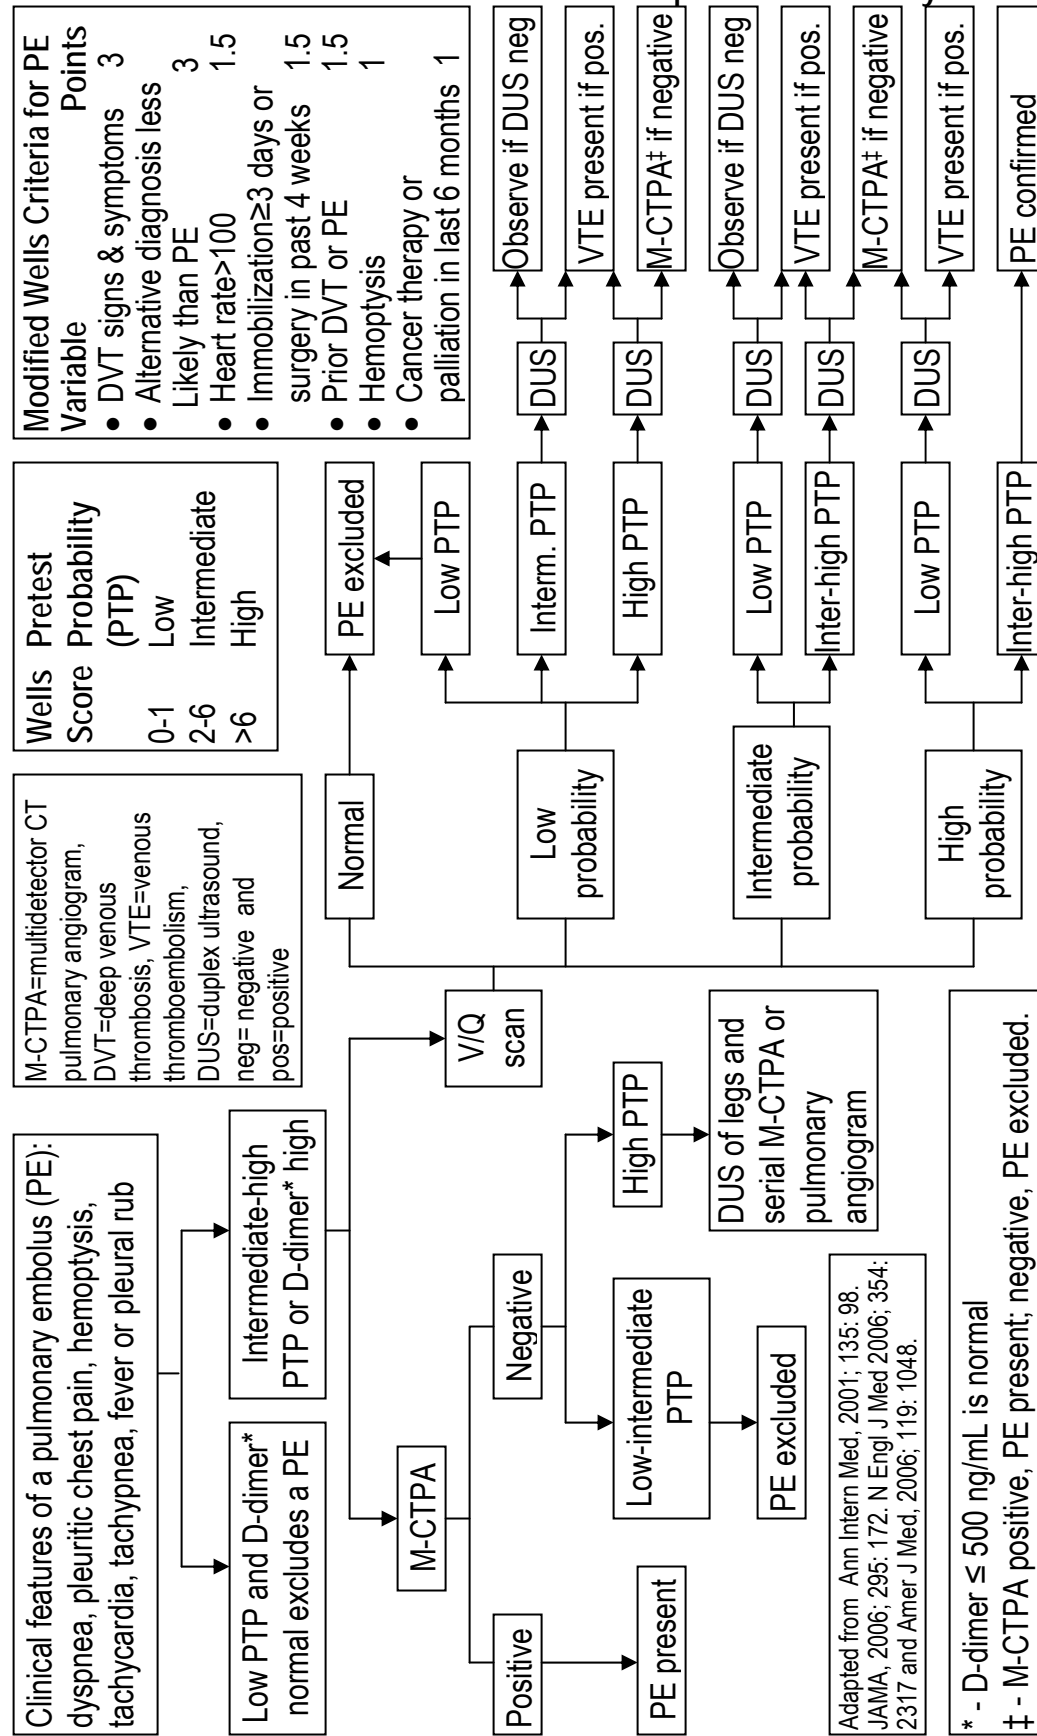 Clinical features of a pulmonary embolus (PE):
dyspnea, pleuritic chest pain, hemoptysis,
tachycardia, tachypnea, fever or pleural rub
M-CTPA=multidetector CT
pulmonary angiogram,
DVT=deep venous
thrombosis, VTE=venous
thromboembolism,
DUS=duplex ultrasound,
neg= negative and
pos=positive
Wells Pretest
Score Probability
(PTP)
0-1 Low
2-6 Intermediate
>6 High
Modified Wells Criteria for PE
Variable Points
• DVT signs & symptoms 3
• Alternative diagnosis less
Likely than PE 3
• Heart rate>100 1.5
• Immobilization≥3 days or
surgery in past 4 weeks 1.5
• Prior DVT or PE 1.5
• Hemoptysis 1
• Cancer therapy or
palliation in last 6 months 1
Low PTP and D-dimer*
normal excludes a PE
Intermediate-high
PTP or D-dimer* high
M-CTPA
V/Q
scan
Positive
Negative
PE present
Low-intermediate
PTP
High PTP
PE excluded
DUS of legs and
serial M-CTPA or
pulmonary
angiogram
Normal
PE excluded
Low
probability
Low PTP
Interm. PTP
DUS
Observe if DUS neg
VTE present if pos.
High PTP
DUS
M-CTPA‡ if negative
Intermediate
probability
Low PTP
DUS
Observe if DUS neg
VTE present if pos.
Inter-high PTP
DUS
M-CTPA‡ if negative
High
probability
Low PTP
DUS
VTE present if pos.
Inter-high PTP
PE confirmed
Adapted from Ann Intern Med, 2001; 135: 98.
JAMA, 2006; 295: 172. N Engl J Med 2006; 354:
2317 and Amer J Med, 2006; 119: 1048.
* - D-dimer ≤ 500 ng/mL is normal
‡ - M-CTPA positive, PE present; negative, PE excluded.